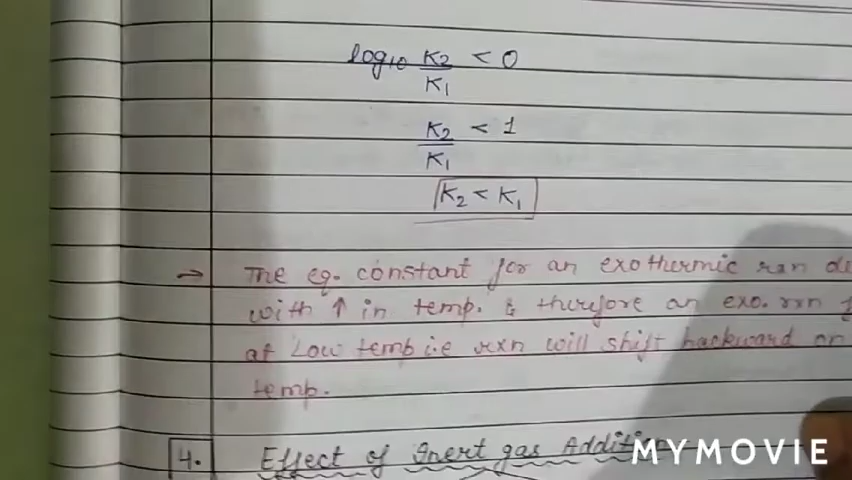 log10 K2/K1 < 0
K2/K1 < 1
K2 < K1
→ The eq. constant for an exothermic rxn de
with ↑ in temp. & therefore an exo. rxn f
at Low temp i.e rxn will shift backward on
temp.
4. Effect of Inert gas Addition
MYMOVIE